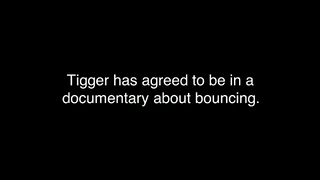 Tigger has agreed to be in a
documentary about bouncing.